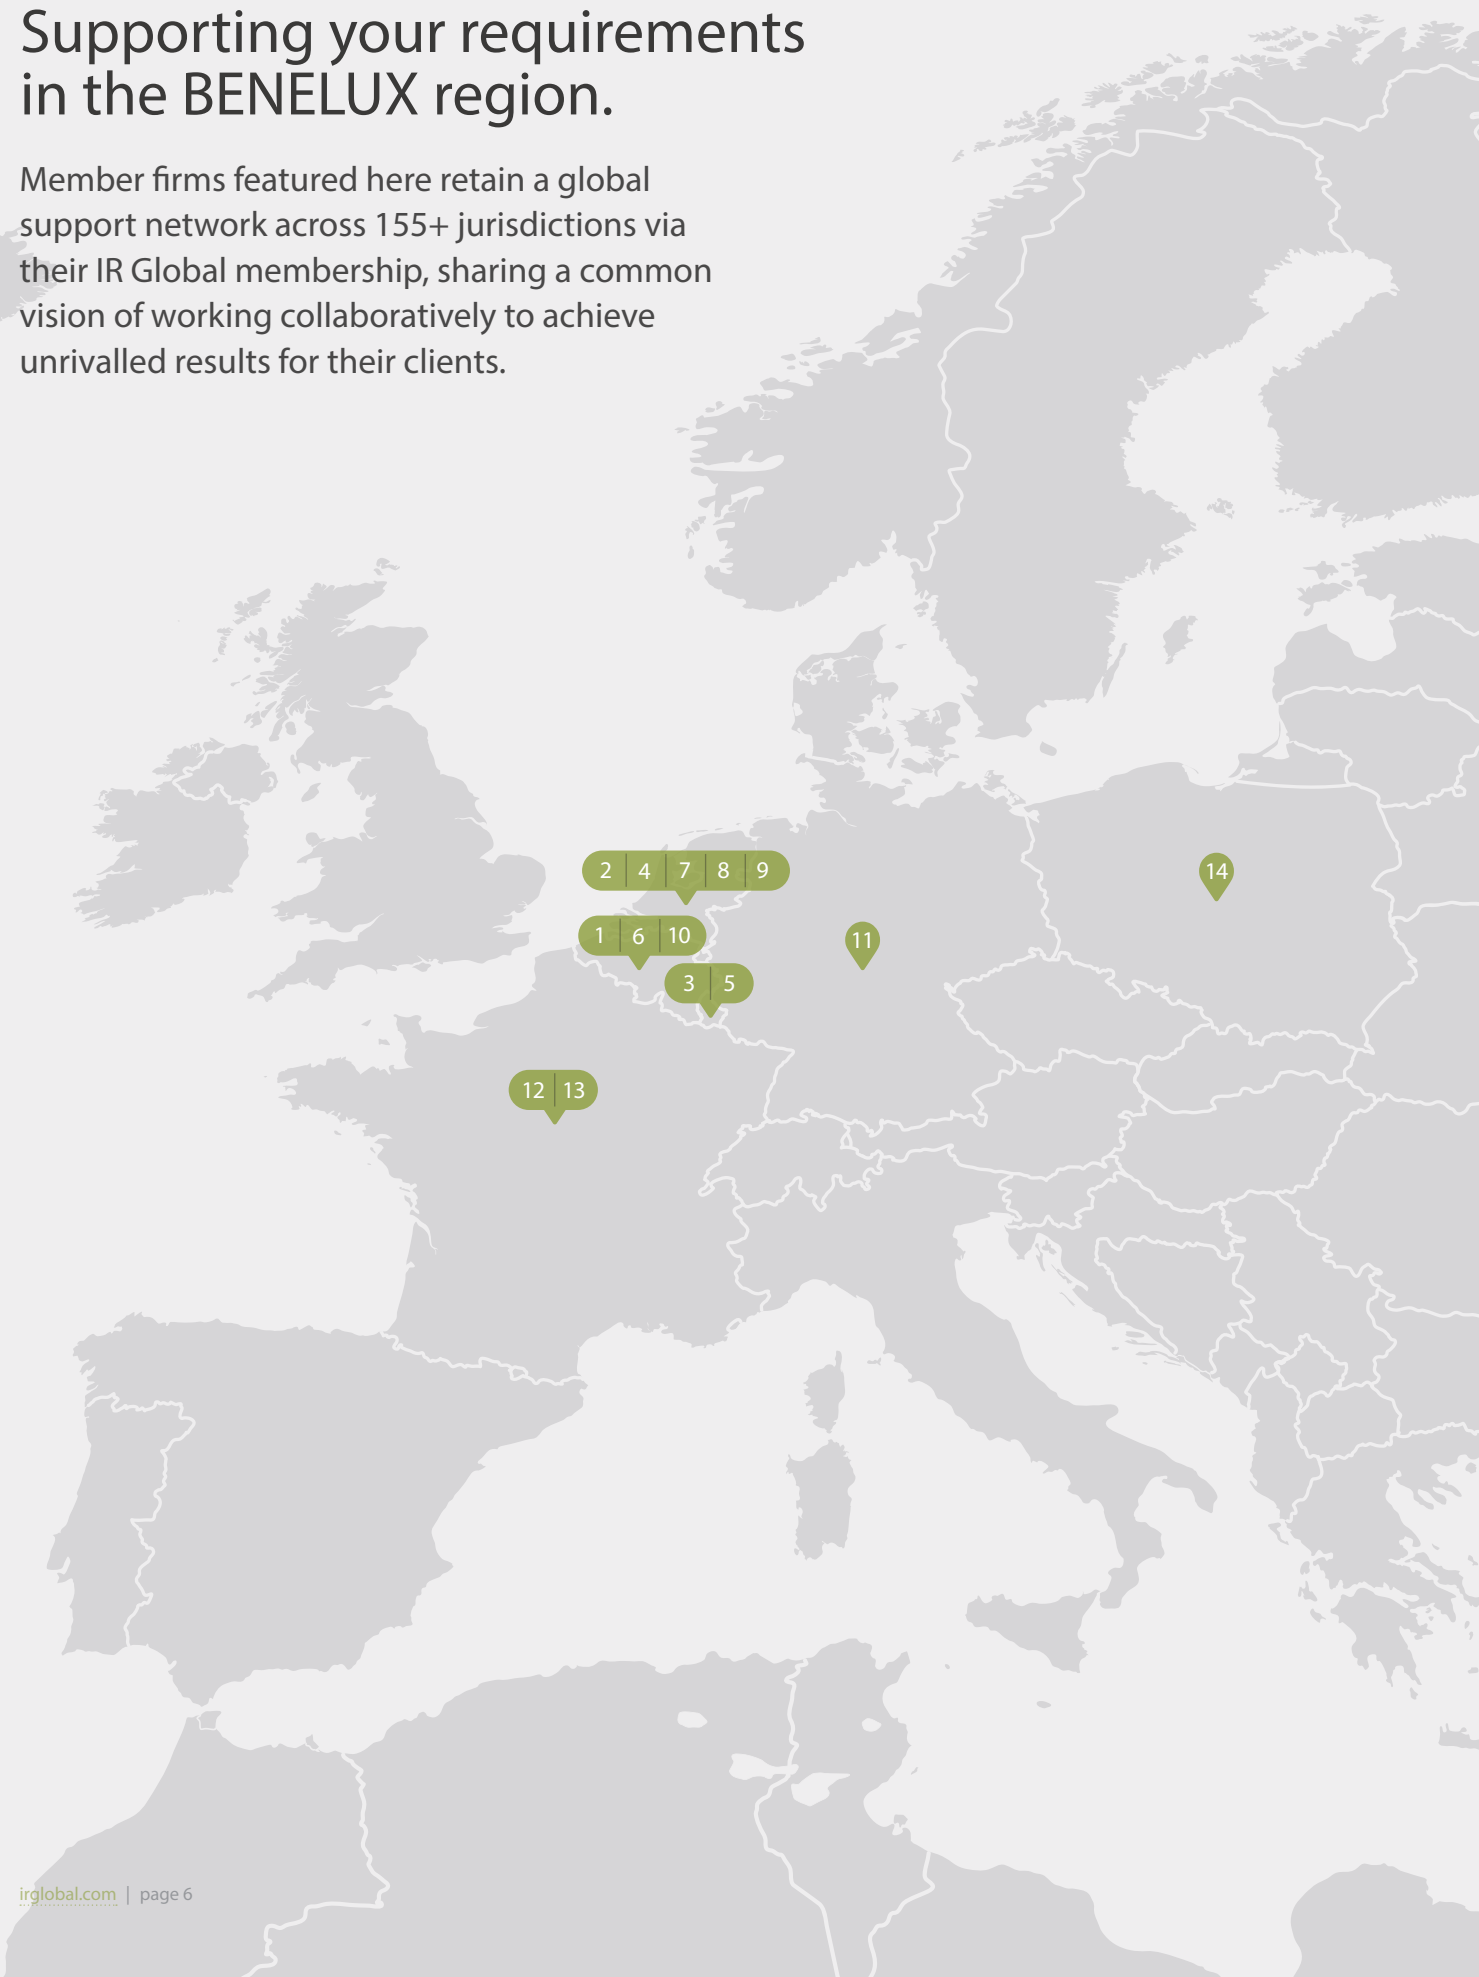 Supporting your requirements
in the BENELUX region.
Member firms featured here retain a global
support network across 155+ jurisdictions via
their IR Global membership, sharing a common
vision of working collaboratively to achieve
unrivalled results for their clients.
2 | 4 | 7 | 8 | 9
14
1 | 6 | 10
11
3 | 5
12 | 13
irglobal.com | page 6